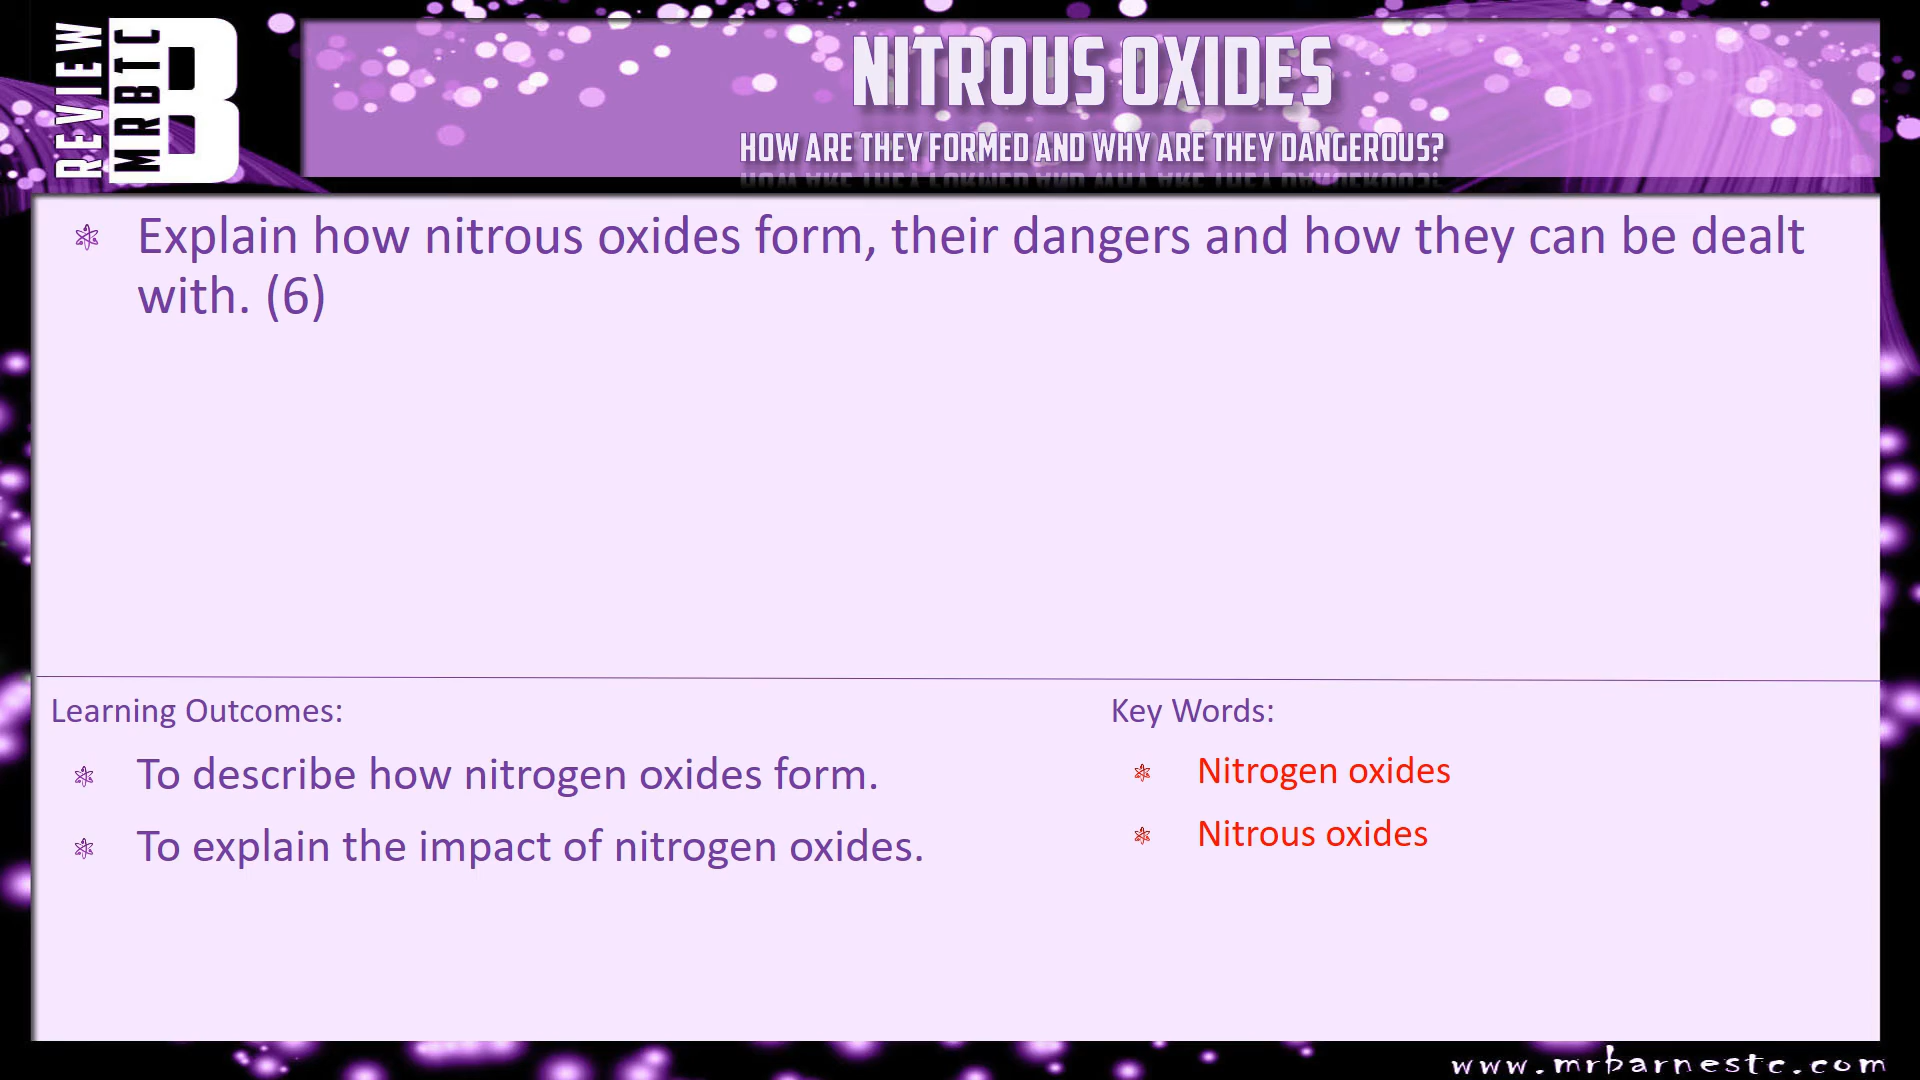 REVIEW
MRBTC
B
NITROUS OXIDES
HOW ARE THEY FORMED AND WHY ARE THEY DANGEROUS?
Explain how nitrous oxides form, their dangers and how they can be dealt
with. (6)
Learning Outcomes:
To describe how nitrogen oxides form.
To explain the impact of nitrogen oxides.
Key Words:
Nitrogen oxides
Nitrous oxides
www.mrbarnestc.com